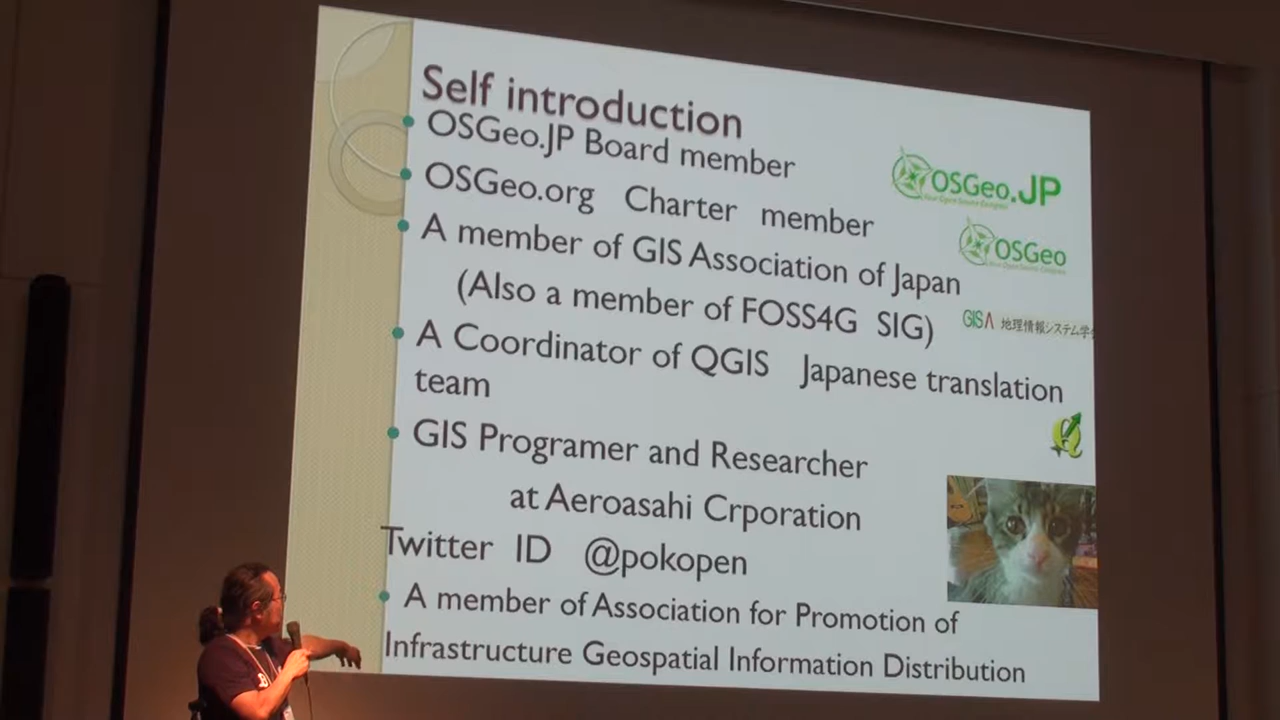 Self introduction
OSGeo.JP Board member
OSGeo.org Charter member
A member of GIS Association of Japan
(Also a member of FOSS4G SIG)
A Coordinator of QGIS Japanese translation
team
GIS Programer and Researcher
at Aeroasahi Crporation
Twitter ID @pokopen
A member of Association for Promotion of
Infrastructure Geospatial Information Distribution
OSGeo.JP
OSGeo
GISA 地理情報システム学会